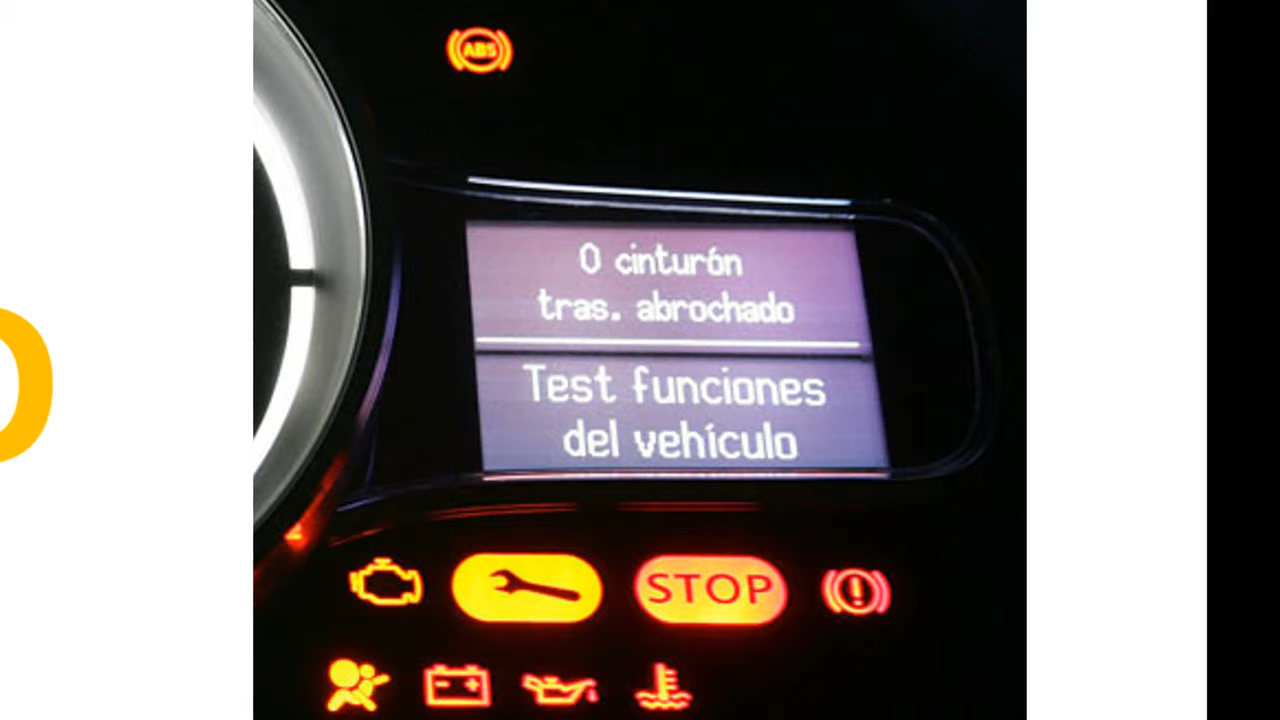 ABS
0 cinturón
tras. abrochado
Test funciones
del vehículo
STOP